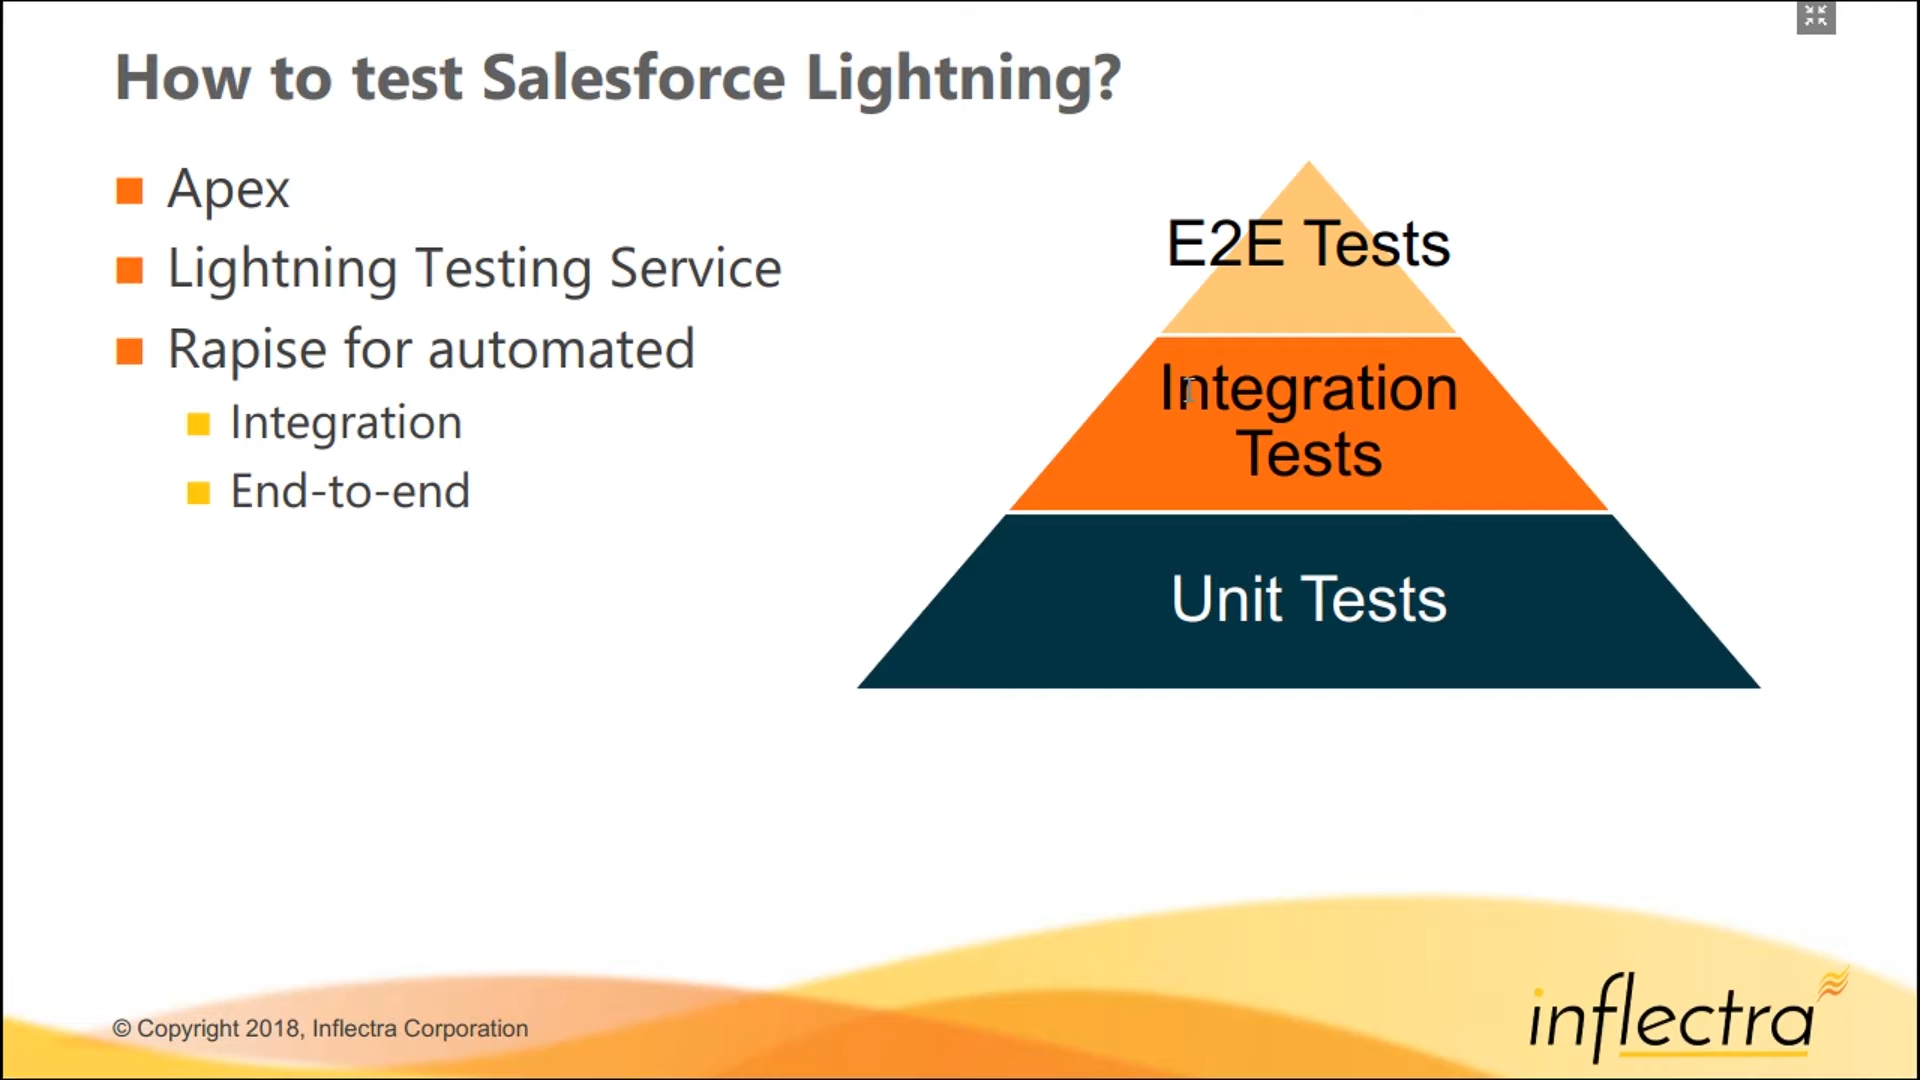 How to test Salesforce Lightning?
Apex
Lightning Testing Service
Rapise for automated
Integration
End-to-end
E2E Tests
Integration
Tests
Unit Tests
© Copyright 2018, Inflectra Corporation
inflectra